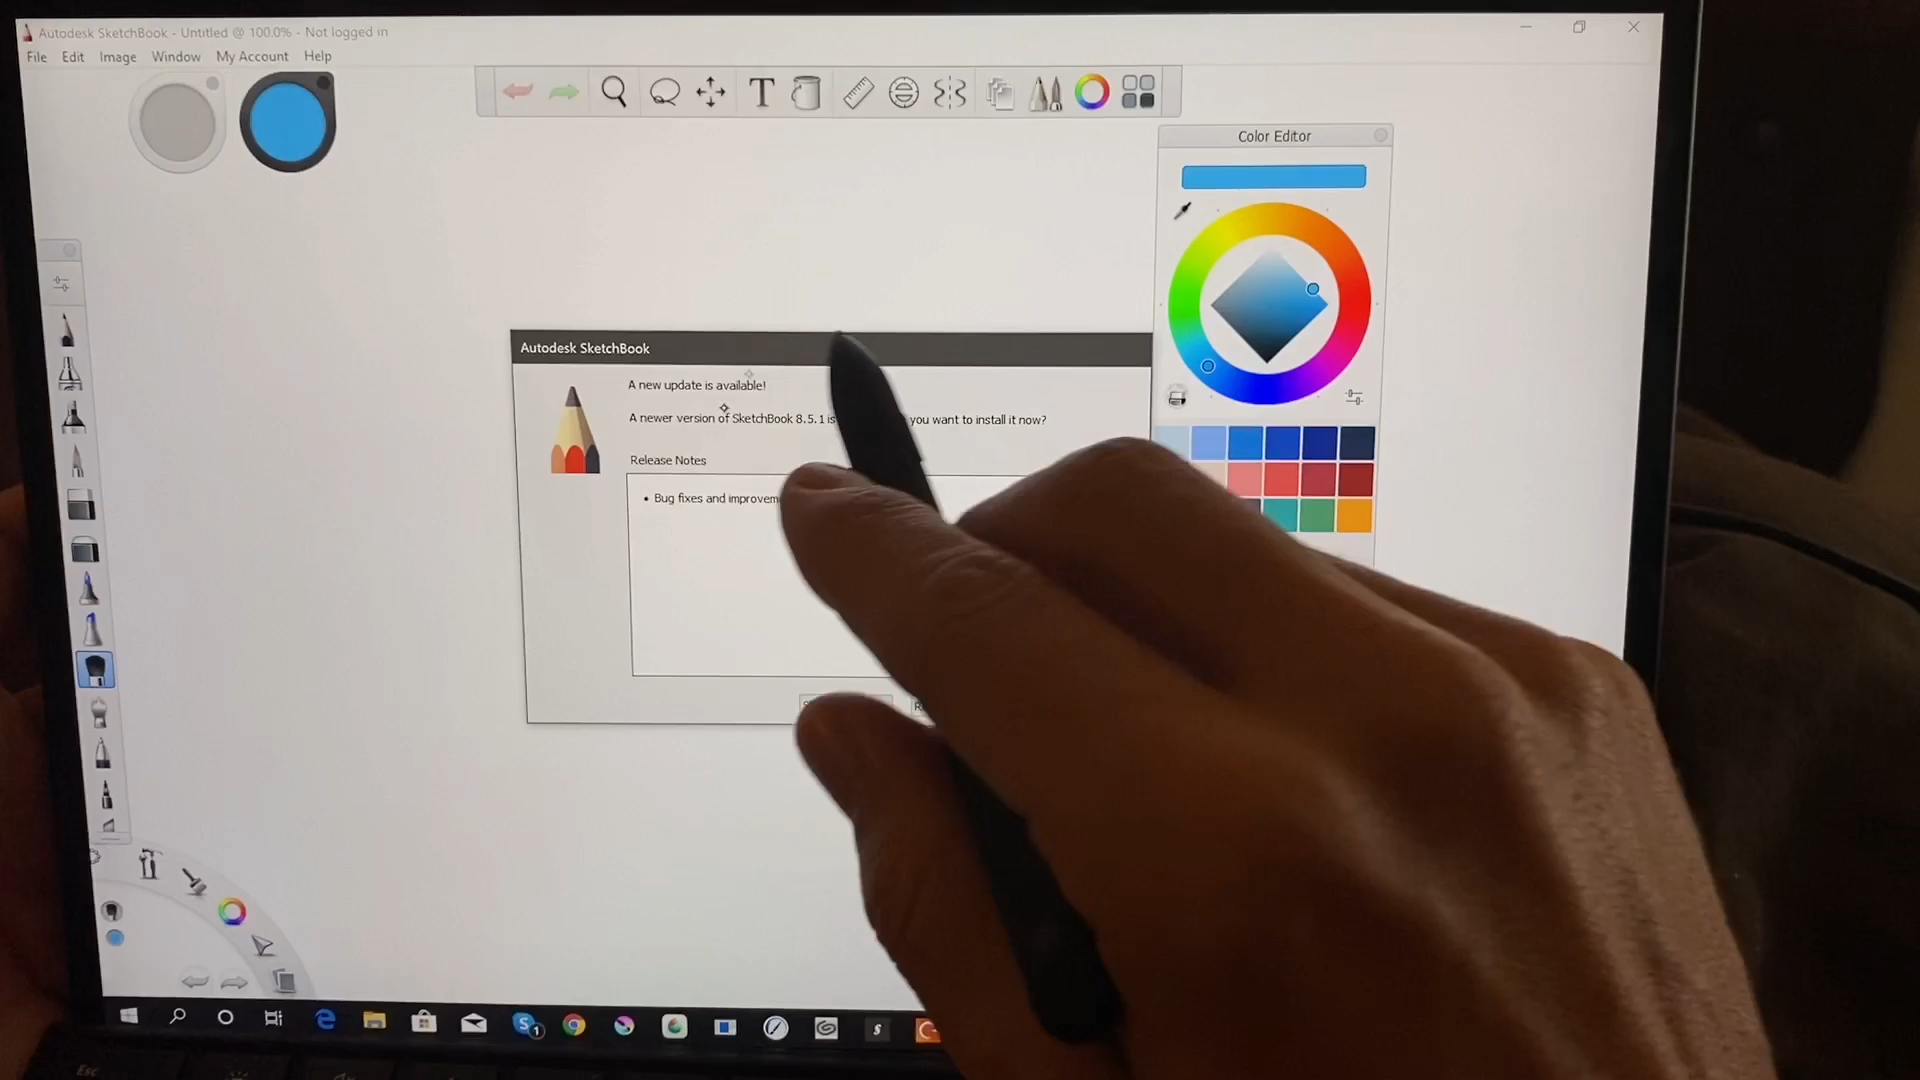 Autodesk SketchBook - Untitled @ 100.0% - Not logged in
File Edit Image Window My Account Help
T
Color Editor
Autodesk SketchBook
A new update is available!
A newer version of SketchBook 8.5.1 is you want to install it now?
Release Notes
• Bug fixes and
1
S
Esc